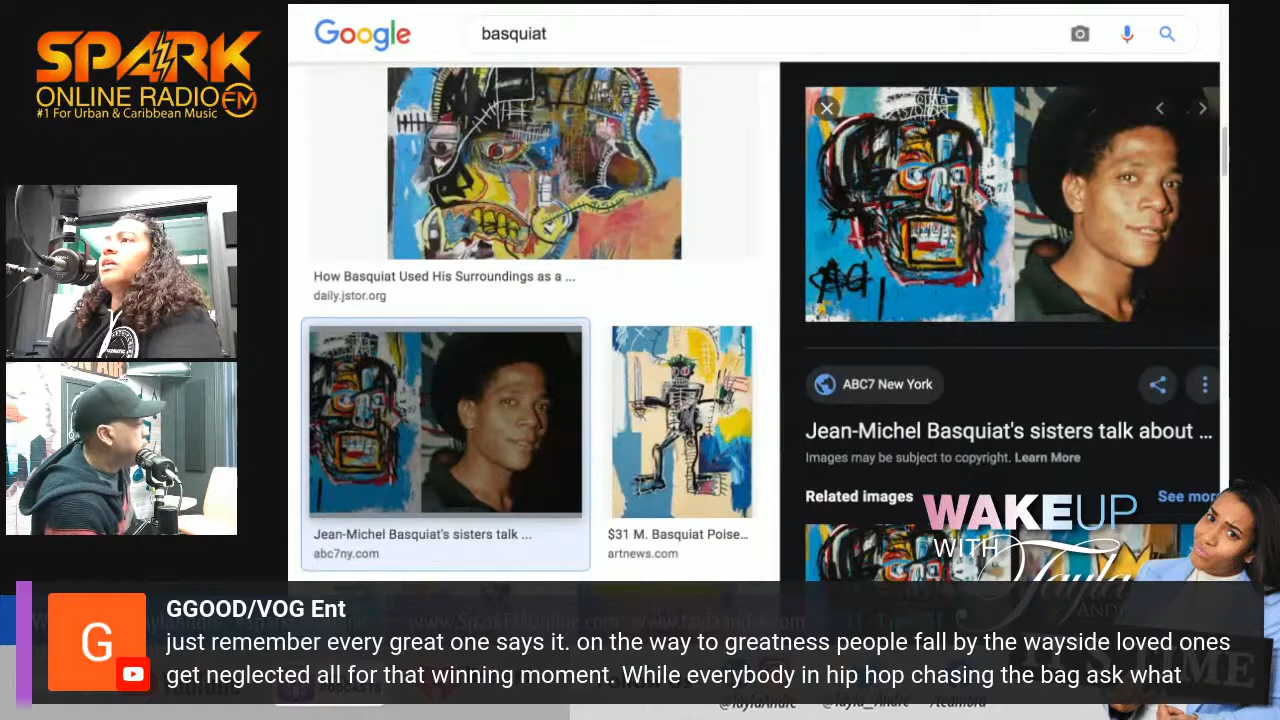 SPARK
ONLINE RADIO FM
#1 For Urban & Caribbean Music
Google
basquiat
How Basquiat Used His Surroundings as a ...
daily.jstor.org
Jean-Michel Basquiat's sisters talk ...
abc7ny.com
$31 M. Basquiat Poise...
artnews.com
ABC7 New York
Jean-Michel Basquiat's sisters talk about ...
Images may be subject to copyright. Learn More
Related images
See more
ON AIR
WAKEUP
WITH Tayla
GGOOD/VOG Ent
G
just remember every great one says it. on the way to greatness people fall by the wayside loved ones
get neglected all for that winning moment. While everybody in hip hop chasing the bag ask what